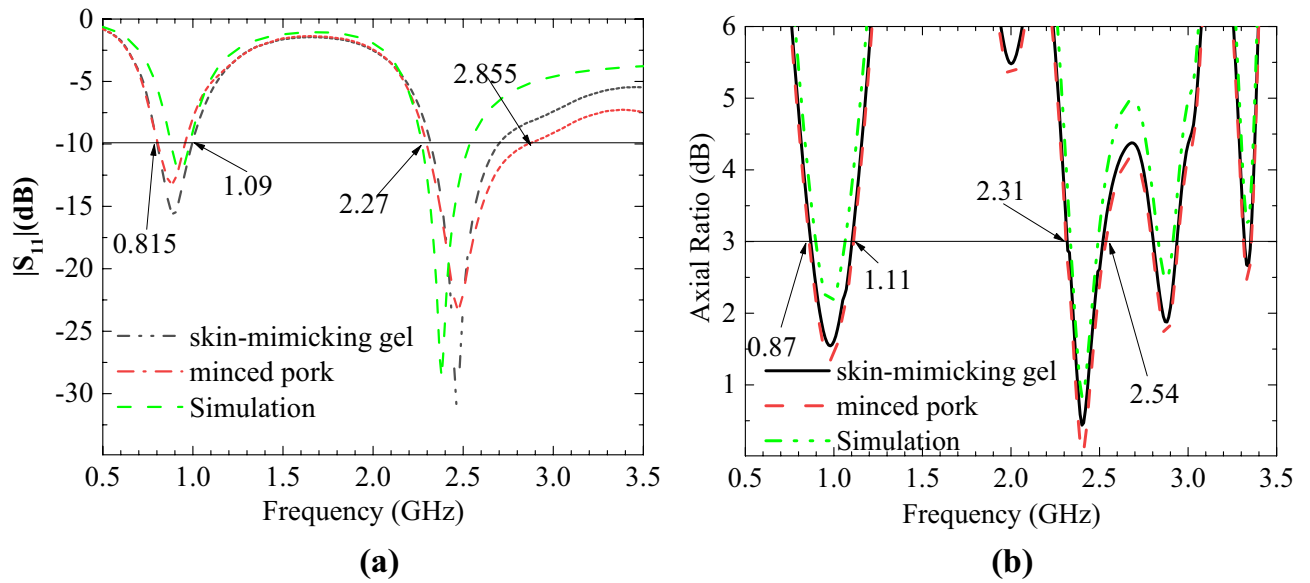 0
-5
-10
-15
-20
-25
-30
|S11|(dB)
2.855
1.09
0.815
2.27
skin-mimicking gel
minced pork
Simulation
0.5 1.0 1.5 2.0 2.5 3.0 3.5
Frequency (GHz)
(a)
6
5
4
3
2
1
Axial Ratio (dB)
2.31
1.11
0.87
2.54
skin-mimicking gel
minced pork
Simulation
0.5 1.0 1.5 2.0 2.5 3.0 3.5
Frequency (GHz)
(b)